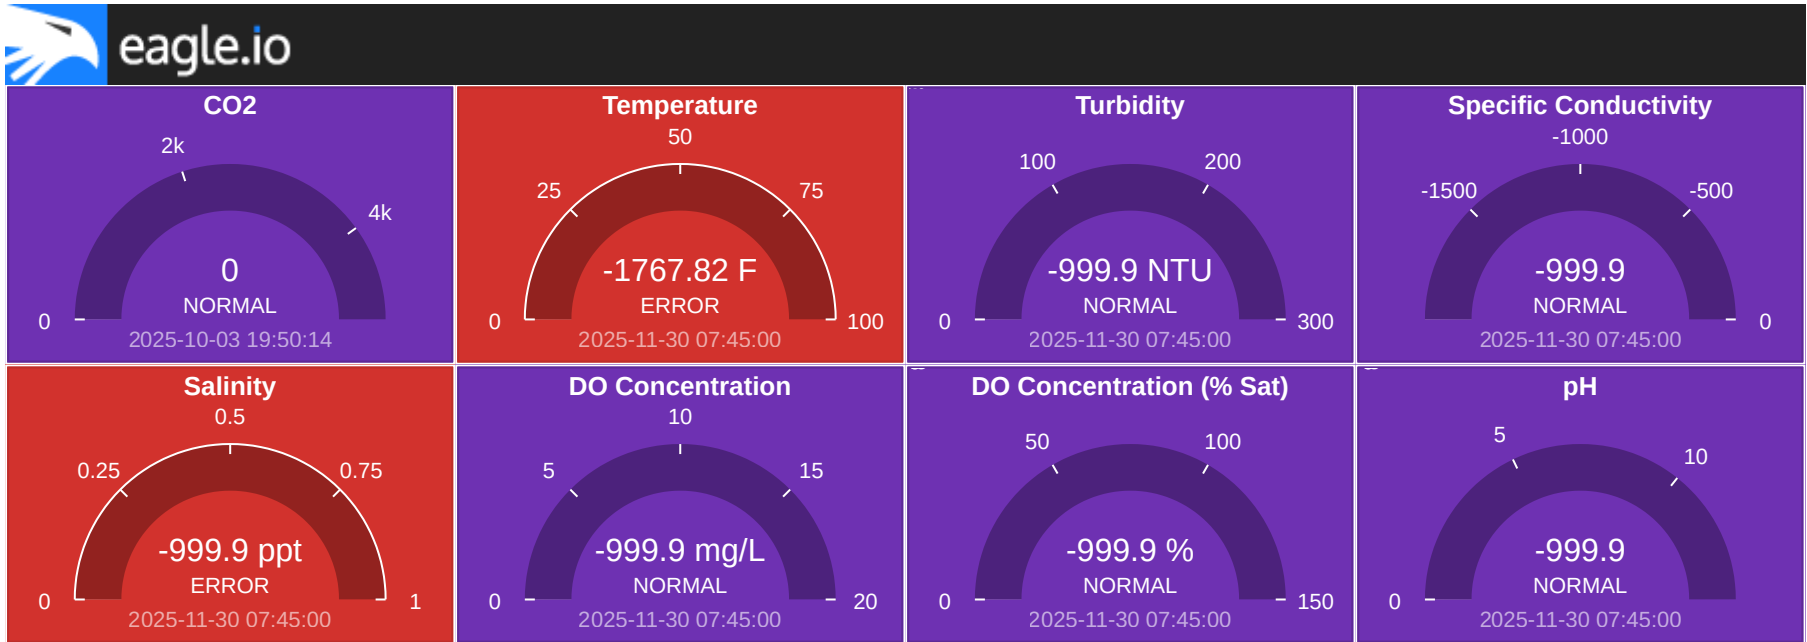 eagle.io
CO2
2k
4k
0
NORMAL
0
2025-10-03 19:50:14
Temperature
50
25
75
-1767.82 F
ERROR
0
100
2025-11-30 07:45:00
Turbidity
100
200
-999.9 NTU
NORMAL
0
300
2025-11-30 07:45:00
Specific Conductivity
-1000
-1500
-500
-999.9
NORMAL
0
2025-11-30 07:45:00
Salinity
0.5
0.25
0.75
-999.9 ppt
ERROR
0
1
2025-11-30 07:45:00
DO Concentration
10
5
15
-999.9 mg/L
NORMAL
0
20
2025-11-30 07:45:00
DO Concentration (% Sat)
50
100
-999.9 %
NORMAL
0
150
2025-11-30 07:45:00
pH
5
10
-999.9
NORMAL
0
2025-11-30 07:45:00